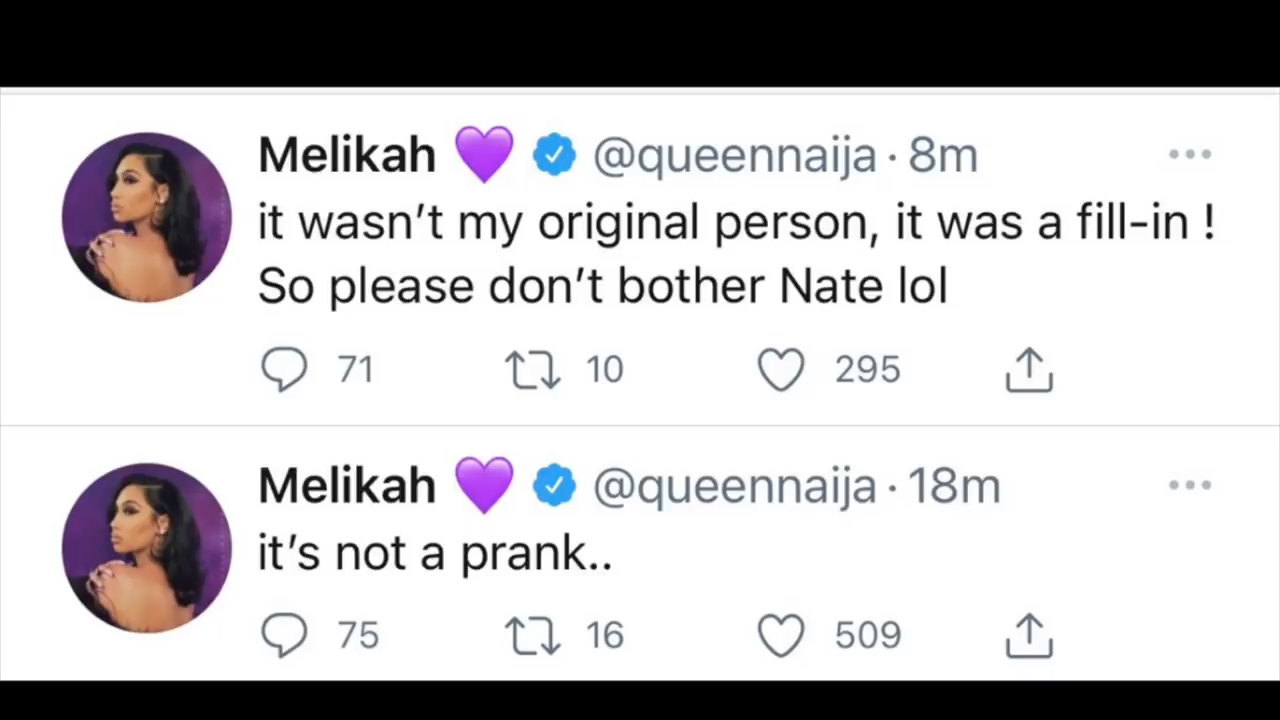 Melikah 💜 @queennaija · 8m
it wasn’t my original person, it was a fill-in !
So please don’t bother Nate lol
71 10 295
Melikah 💜 @queennaija · 18m
it’s not a prank..
75 16 509